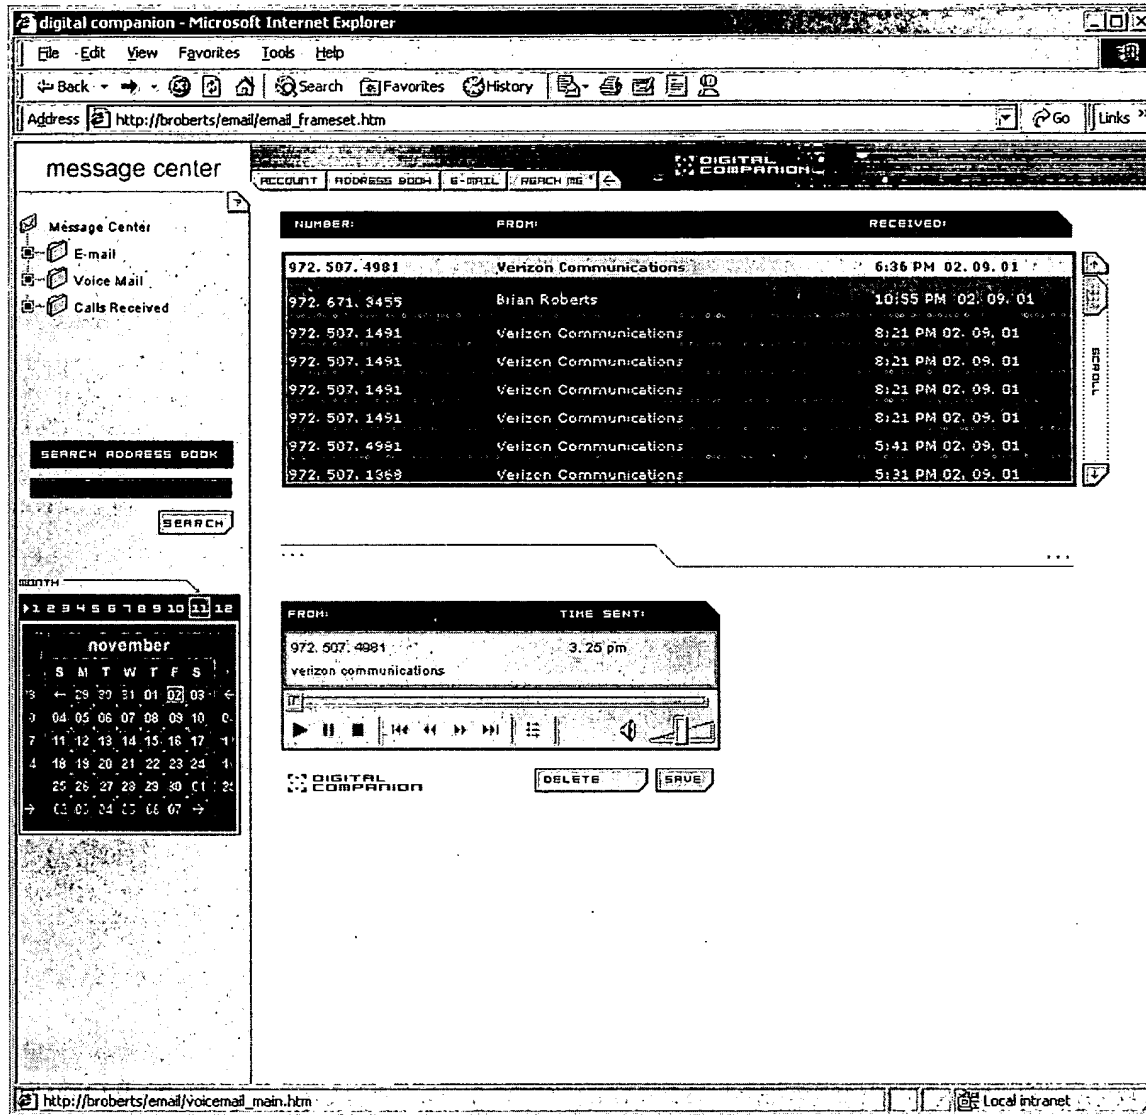 digital companion - Microsoft Internet Explorer
File Edit View Favorites Tools Help
Back Search Favorites History
Address http://broberts/email/email_frameset.htm Go Links »
message center
DIGITAL COMPANION
ACCOUNT ADDRESS BOOK E-MAIL REACH ME
Message Center
E-mail
Voice Mail
Calls Received
NUMBER: FROM: RECEIVED:
972. 507. 4981 Verizon Communications 6:36 PM 02. 09. 01
972. 671. 3455 Brian Roberts 10:55 PM 02. 09. 01
972. 507. 1491 Verizon Communications 8:21 PM 02. 09. 01
972. 507. 1491 Verizon Communications 8:21 PM 02. 09. 01
972. 507. 1491 Verizon Communications 8:21 PM 02. 09. 01
972. 507. 1491 Verizon Communications 8:21 PM 02. 09. 01
972. 507. 4981 Verizon Communications 5:41 PM 02. 09. 01
972. 507. 1368 Verizon Communications 5:31 PM 02. 09. 01
SCROLL
SEARCH ADDRESS BOOK
SEARCH
MONTH
1 2 3 4 5 6 7 8 9 10 11 12
november
S M T W T F S
29 30 31 01 02 03
04 05 06 07 08 09 10
11 12 13 14 15 16 17
18 19 20 21 22 23 24
25 26 27 28 29 30 01
FROM: TIME SENT:
972. 507. 4981 3. 25 pm
verizon communications
DIGITAL COMPANION
DELETE SAVE
http://broberts/email/voicemail_main.htm Local intranet